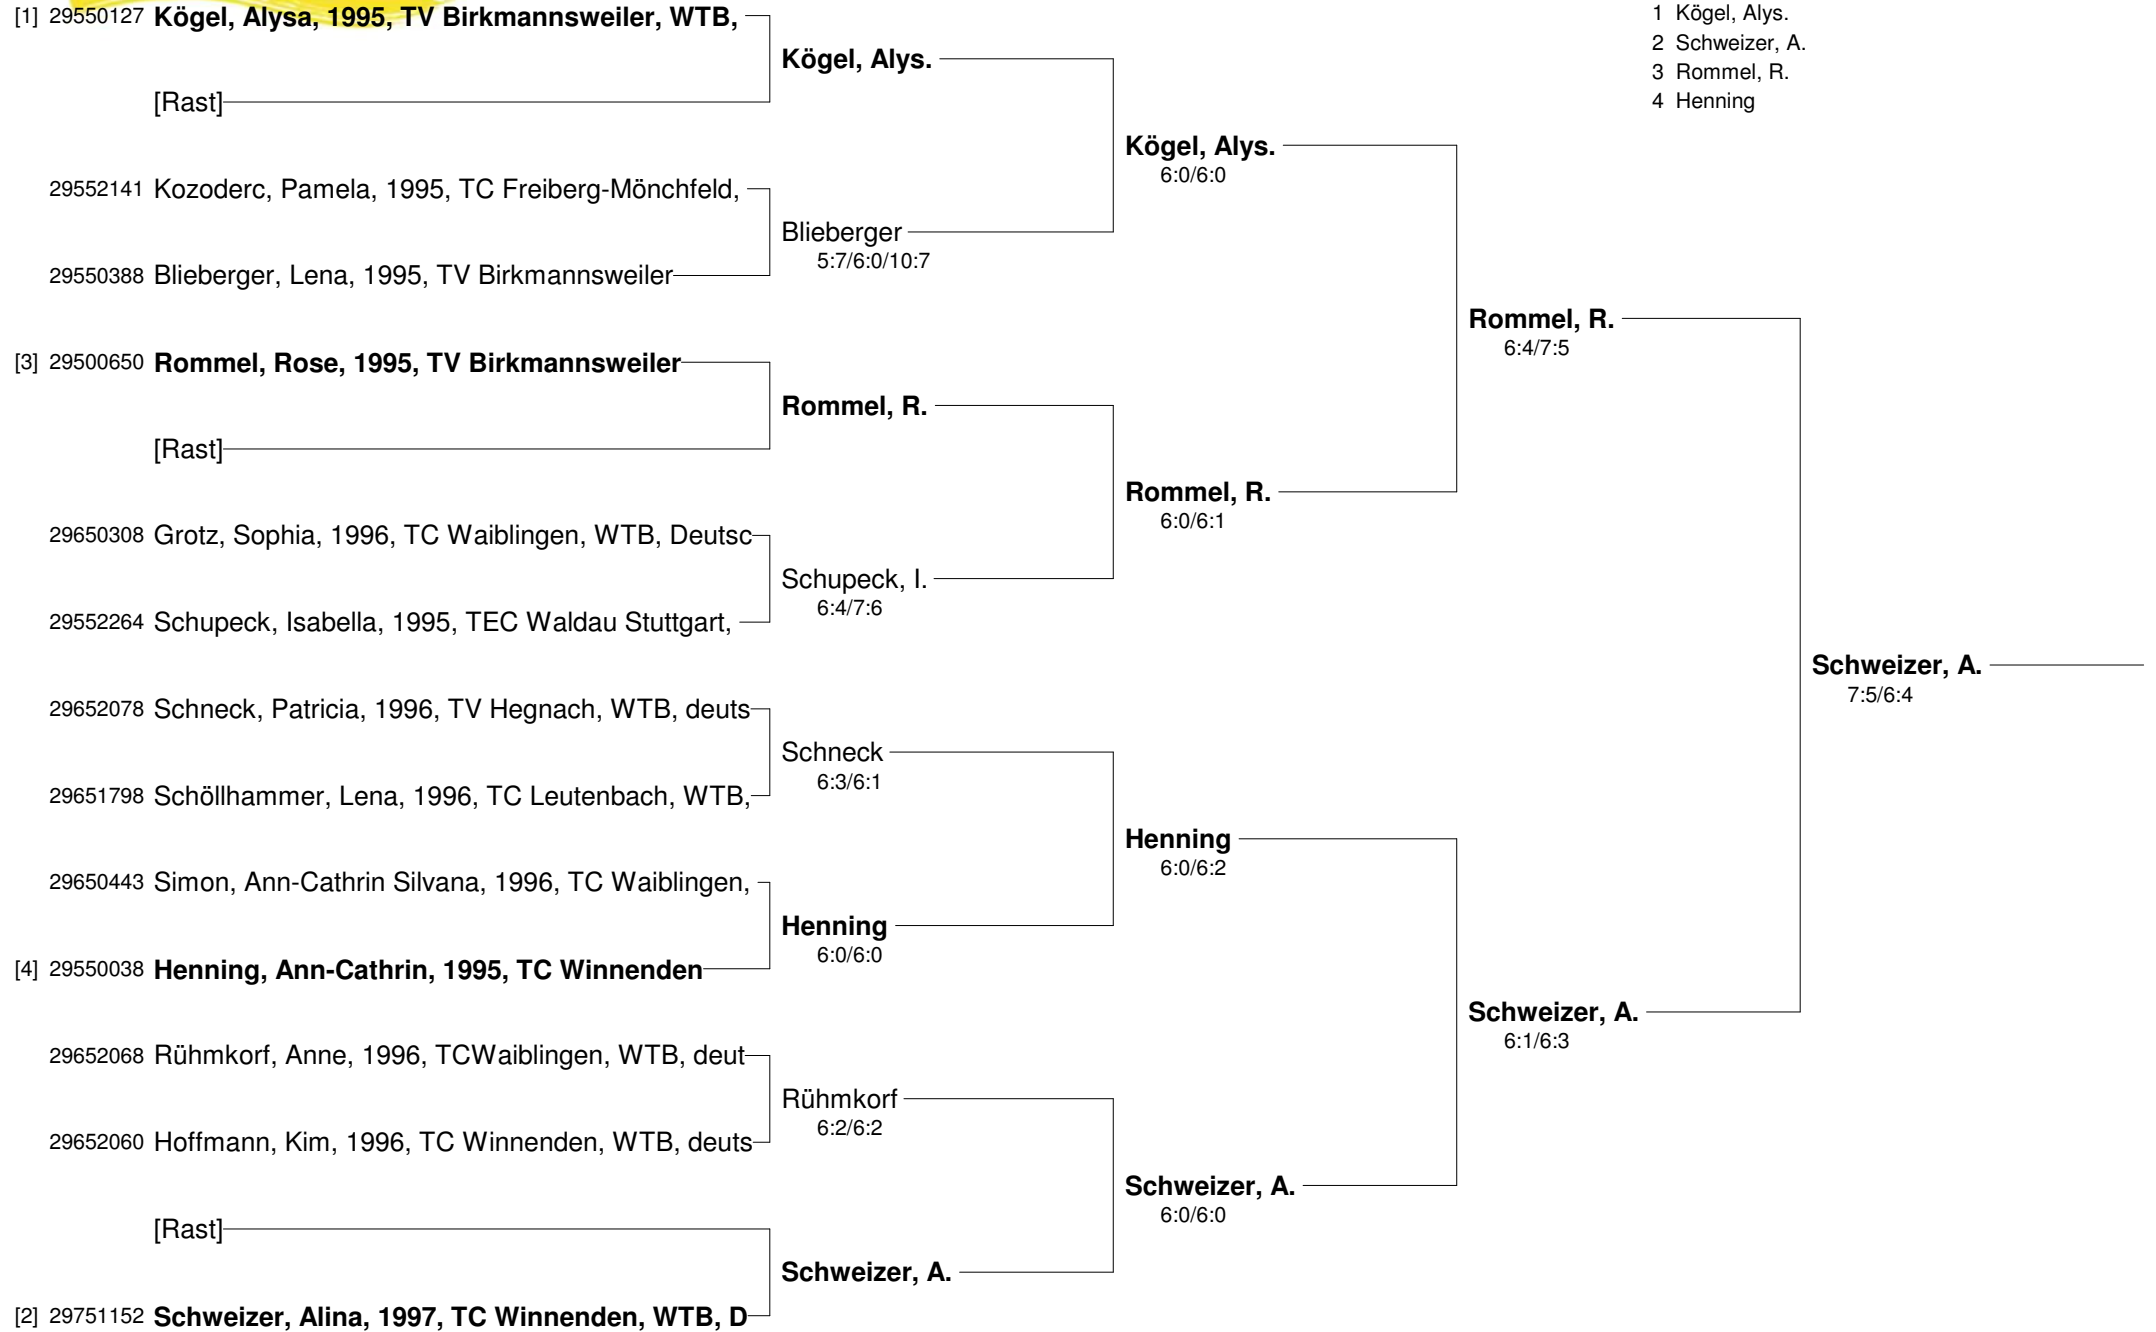 [1] 29550127 Kögel, Alysa, 1995, TV Birkmannsweiler, WTB,
[Rast]
29552141 Kozoderc, Pamela, 1995, TC Freiberg-Mönchfeld,
29550388 Blieberger, Lena, 1995, TV Birkmannsweiler
[3] 29500650 Rommel, Rose, 1995, TV Birkmannsweiler
[Rast]
29650308 Grotz, Sophia, 1996, TC Waiblingen, WTB, Deutsc
29552264 Schupeck, Isabella, 1995, TEC Waldau Stuttgart,
29652078 Schneck, Patricia, 1996, TV Hegnach, WTB, deuts
29651798 Schöllhammer, Lena, 1996, TC Leutenbach, WTB,
29650443 Simon, Ann-Cathrin Silvana, 1996, TC Waiblingen,
[4] 29550038 Henning, Ann-Cathrin, 1995, TC Winnenden
29652068 Rühmkorf, Anne, 1996, TCWaiblingen, WTB, deut
29652060 Hoffmann, Kim, 1996, TC Winnenden, WTB, deuts
[Rast]
[2] 29751152 Schweizer, Alina, 1997, TC Winnenden, WTB, D
Kögel, Alys.
Blieberger
5:7/6:0/10:7
Rommel, R.
Schupeck, I.
6:4/7:6
Schneck
6:3/6:1
Henning
6:0/6:0
Rühmkorf
6:2/6:2
Schweizer, A.
Kögel, Alys.
6:0/6:0
Rommel, R.
6:0/6:1
Henning
6:0/6:2
Schweizer, A.
6:0/6:0
Rommel, R.
6:4/7:5
Schweizer, A.
6:1/6:3
Schweizer, A.
7:5/6:4
1 Kögel, Alys.
2 Schweizer, A.
3 Rommel, R.
4 Henning